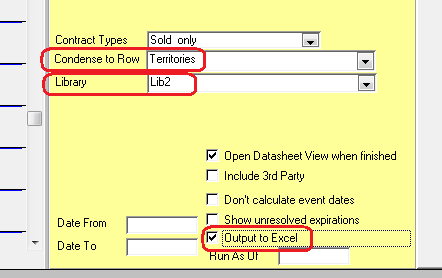 Contract Types Sold only
Condense to Row Territories
Library Lib2
Open Datasheet View when finished
Include 3rd Party
Don't calculate event dates
Date From Show unresolved expirations
Date To Output to Excel
Run As Of